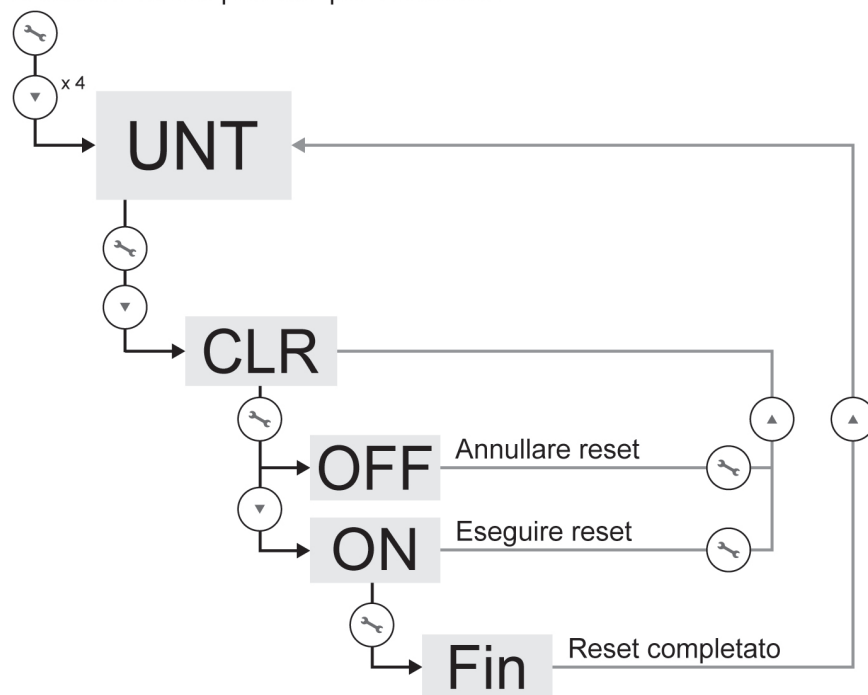 x 4
UNT
CLR
OFF
Annullare reset
ON
Eseguire reset
Fin
Reset completato